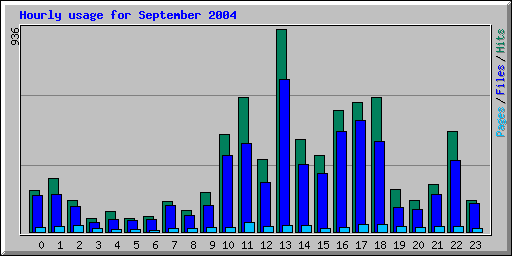 Hourly usage for September 2004
936
Pages / Files / Hits
0 1 2 3 4 5 6 7 8 9 10 11 12 13 14 15 16 17 18 19 20 21 22 23